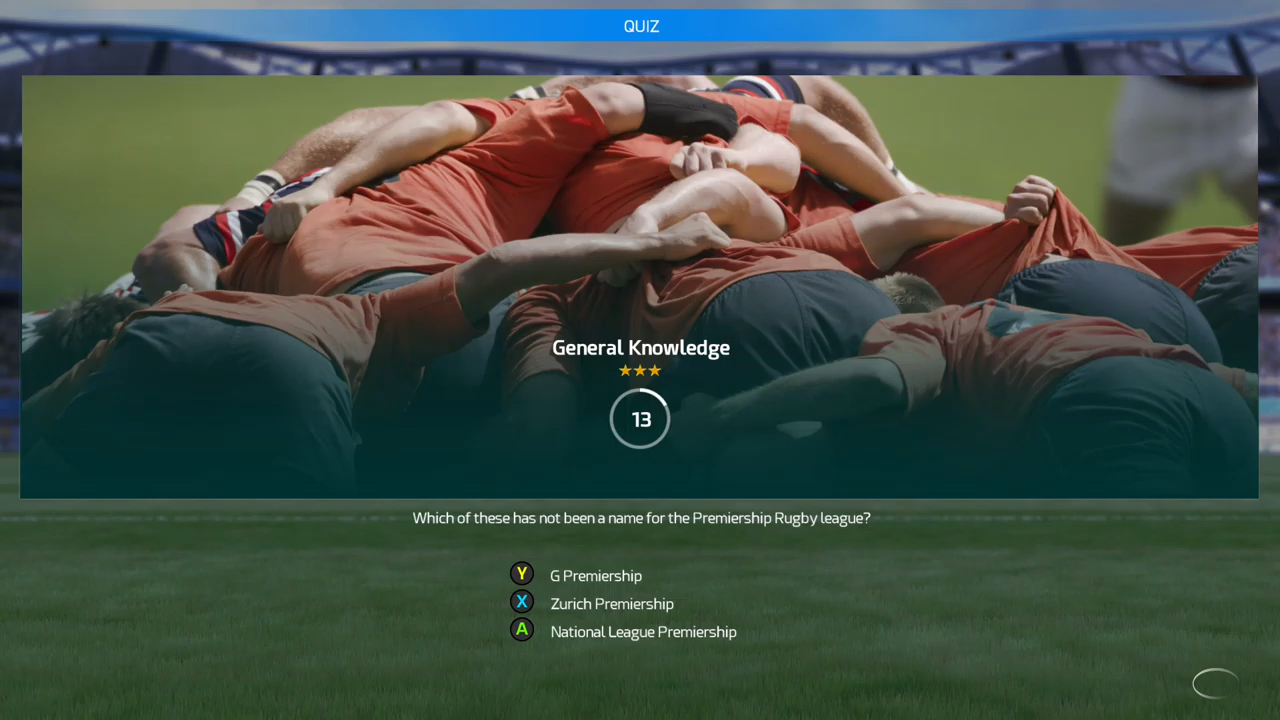 QUIZ
General Knowledge
13
Which of these has not been a name for the Premiership Rugby league?
Y G Premiership
X Zurich Premiership
A National League Premiership